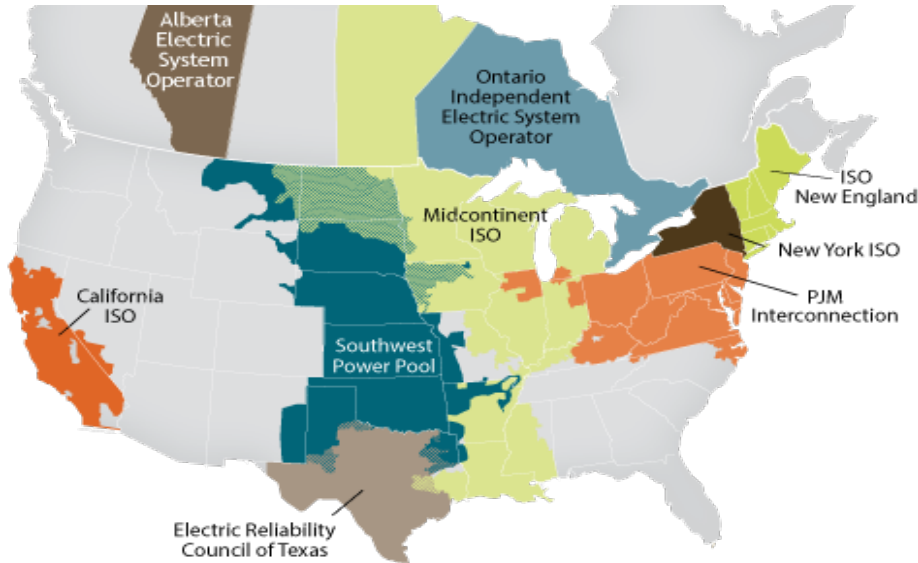 Alberta
Electric
System
Operator
Ontario
Independent
Electric System
Operator
ISO
New England
Midcontinent
ISO
New York ISO
California
ISO
PJM
Interconnection
Southwest
Power Pool
Electric Reliability
Council of Texas